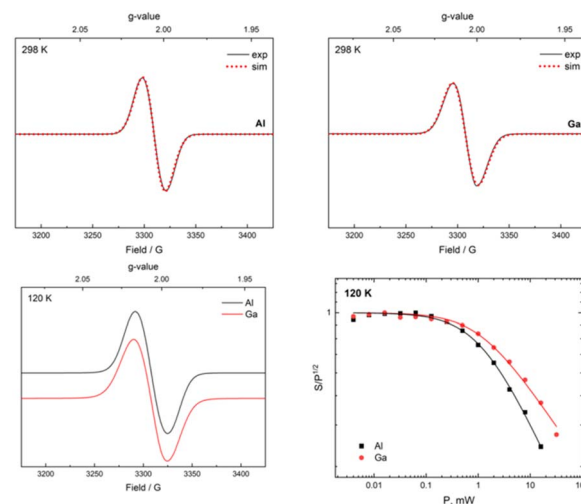 g-value
2.05 2.00 1.95
298 K
exp
sim
Al
3200 3250 3300 3350 3400
Field / G
g-value
2.05 2.00 1.95
298 K
exp
sim
Ga
3200 3250 3300 3350 3400
Field / G
g-value
2.05 2.00 1.95
120 K
Al
Ga
3200 3250 3300 3350 3400
Field / G
120 K
1
S/P^1/2
Al
Ga
0.01 0.1 1 10 100
P, mW